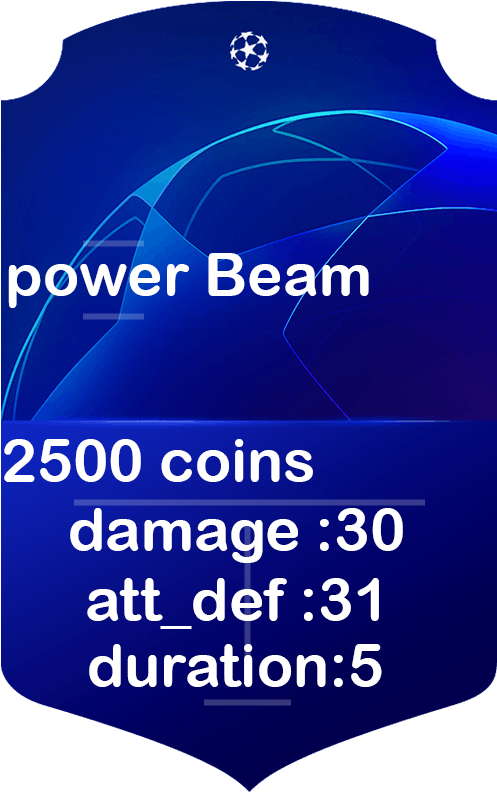 power Beam
2500 coins
damage :30
att_def :31
duration:5